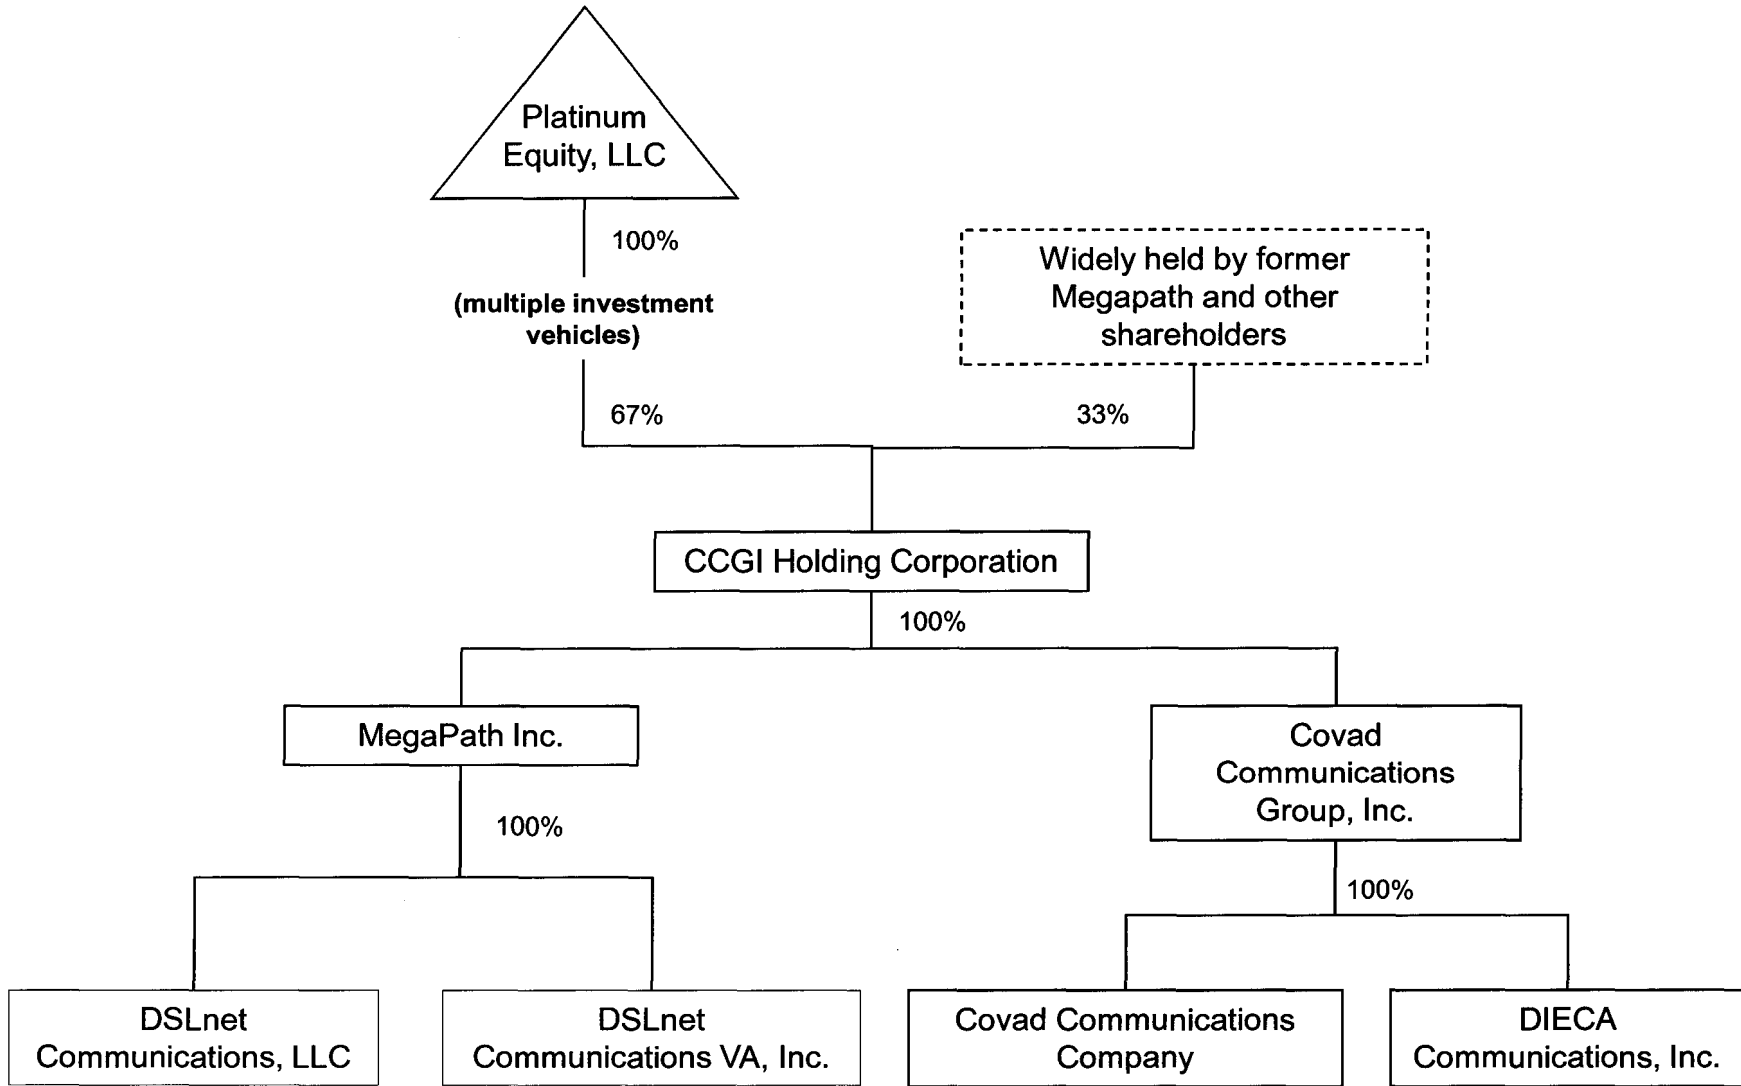 Platinum
Equity, LLC
100%
(multiple investment
vehicles)
Widely held by former
Megapath and other
shareholders
67%
33%
CCGI Holding Corporation
100%
MegaPath Inc.
Covad
Communications
Group, Inc.
100%
100%
DSLnet
Communications, LLC
DSLnet
Communications VA, Inc.
Covad Communications
Company
DIECA
Communications, Inc.